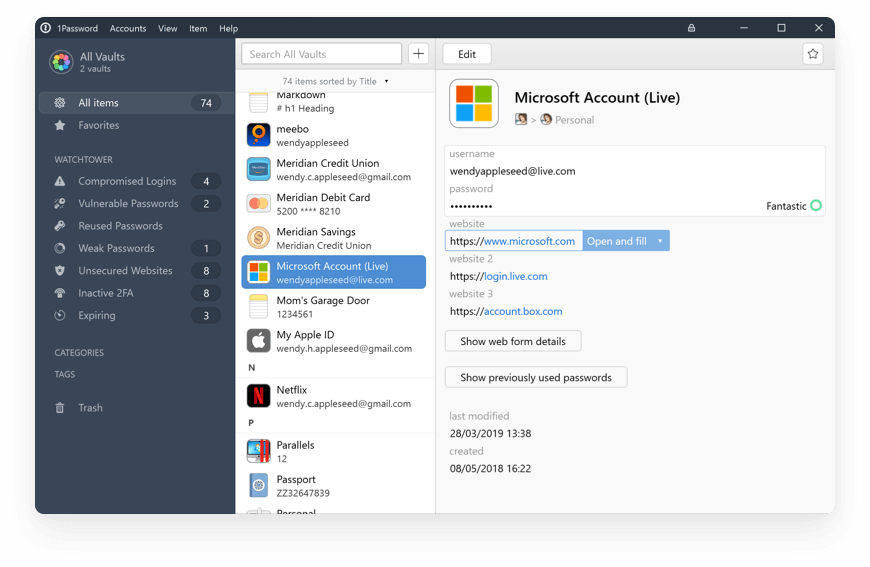 1Password Accounts View Item Help
All Vaults
2 vaults
All items 74
Favorites
WATCHTOWER
Compromised Logins 4
Vulnerable Passwords 2
Reused Passwords
Weak Passwords 1
Unsecured Websites 8
Inactive 2FA 8
Expiring 3
CATEGORIES
TAGS
Trash
Search All Vaults
74 items sorted by Title
Markdown
# h1 Heading
meebo
wendyappleseed
Meridian Credit Union
wendy.c.appleseed@gmail.com
Meridian Debit Card
5200 **** 8210
Meridian Savings
Meridian Credit Union
Microsoft Account (Live)
wendyappleseed@live.com
Mom's Garage Door
1234561
My Apple ID
wendy.h.appleseed@gmail.com
N
Netflix
wendy.c.appleseed@gmail.com
P
Parallels
12
Passport
ZZ32647839
Personal
Edit
Microsoft Account (Live)
> Personal
username
wendyappleseed@live.com
password
•••••••••• Fantastic
website
https://www.microsoft.com Open and fill
website 2
https://login.live.com
website 3
https://account.box.com
Show web form details
Show previously used passwords
last modified
28/03/2019 13:38
created
08/05/2018 16:22